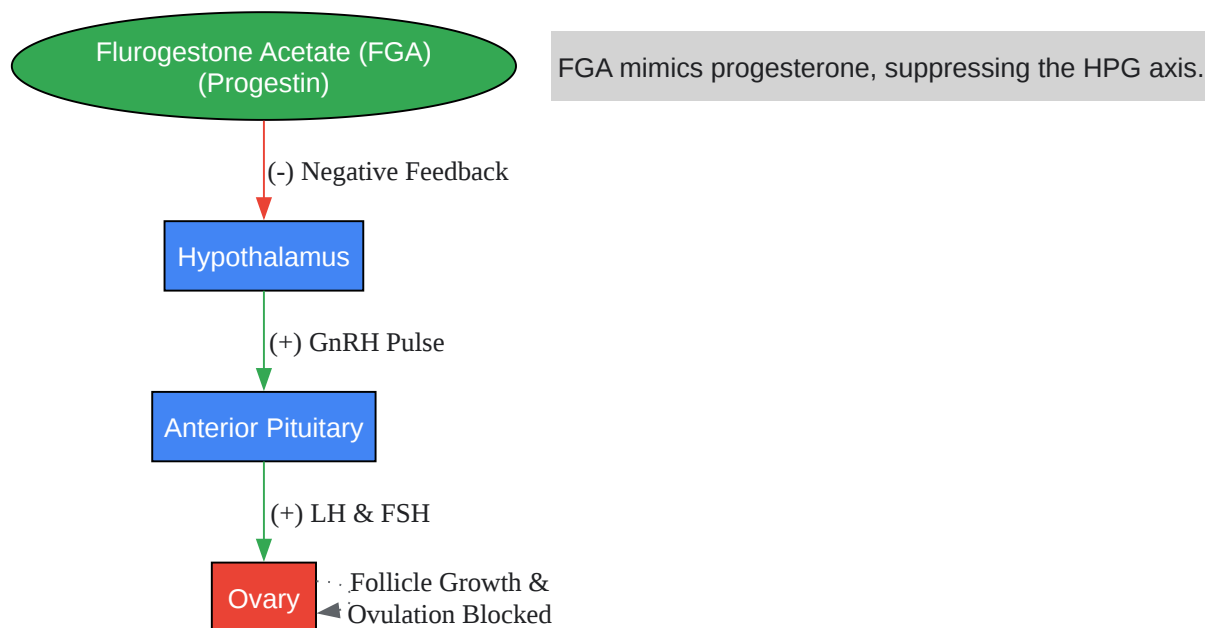 Flurogestone Acetate (FGA)
(Progestin)
FGA mimics progesterone, suppressing the HPG axis.
(-) Negative Feedback
Hypothalamus
(+) GnRH Pulse
Anterior Pituitary
(+) LH & FSH
Ovary
Follicle Growth &
Ovulation Blocked